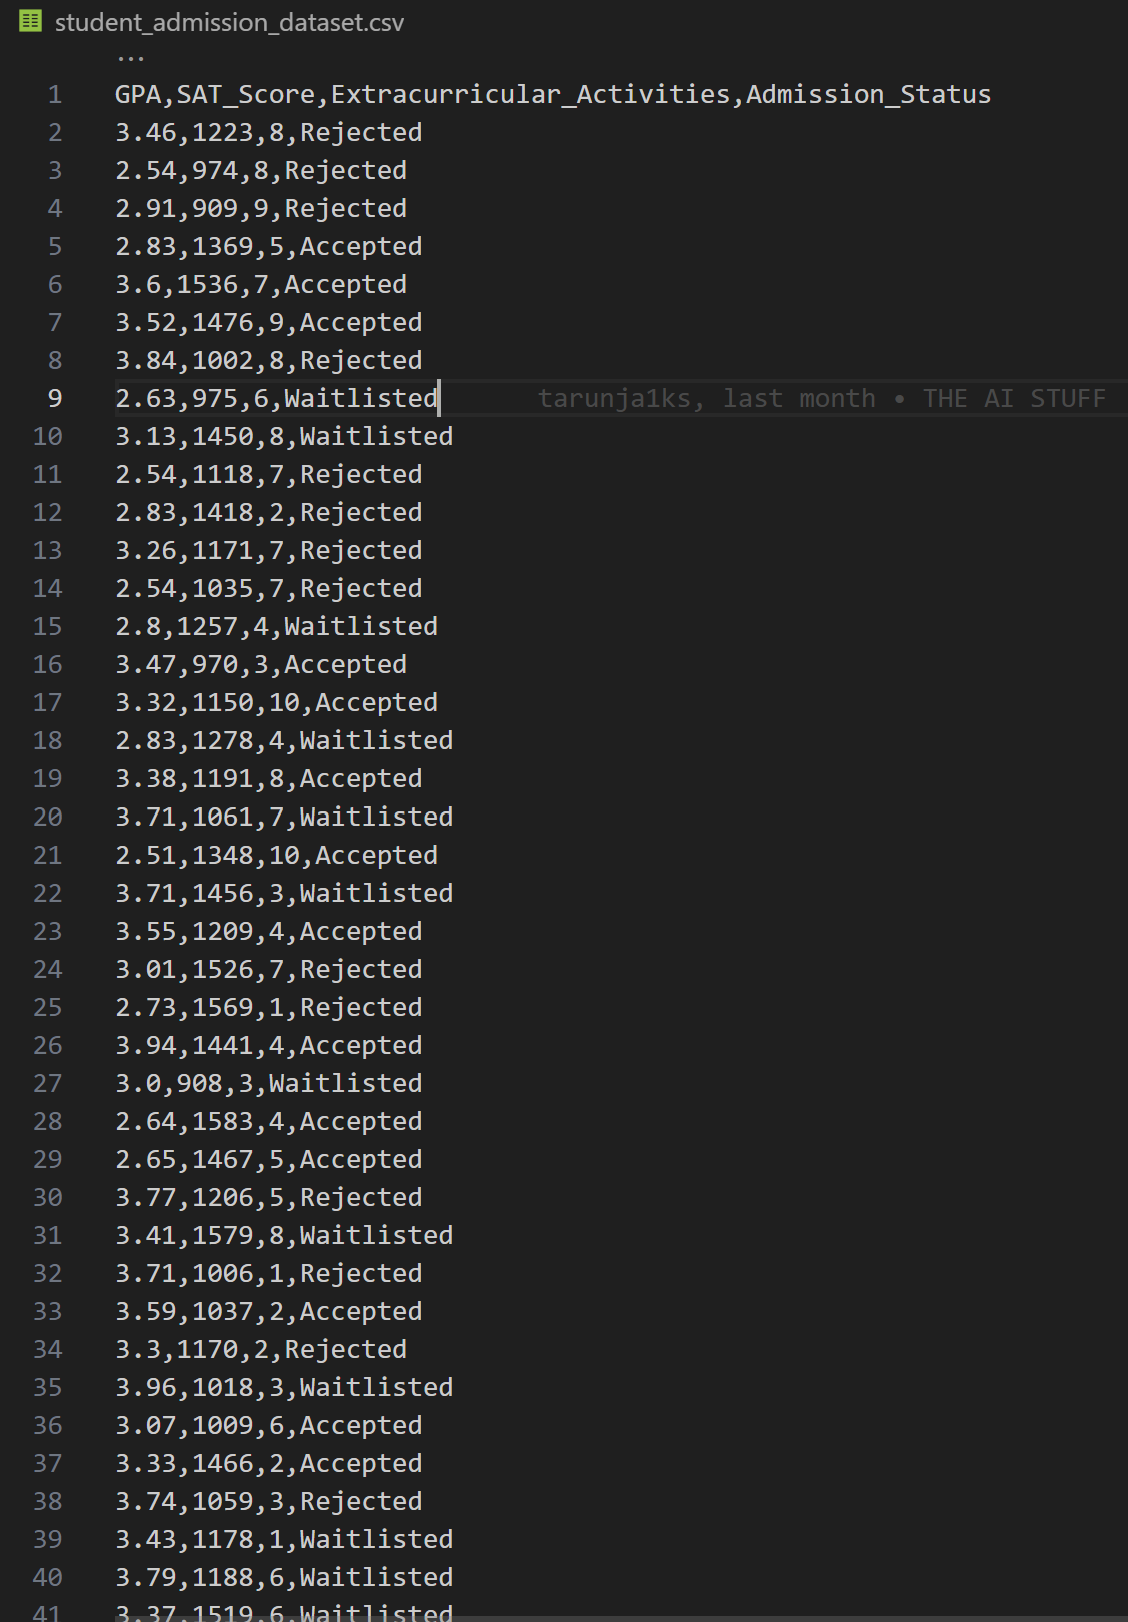 student_admission_dataset.csv
...
1 GPA,SAT_Score,Extracurricular_Activities,Admission_Status
2 3.46,1223,8,Rejected
3 2.54,974,8,Rejected
4 2.91,909,9,Rejected
5 2.83,1369,5,Accepted
6 3.6,1536,7,Accepted
7 3.52,1476,9,Accepted
8 3.84,1002,8,Rejected
9 2.63,975,6,Waitlisted tarunja1ks, last month • THE AI STUFF
10 3.13,1450,8,Waitlisted
11 2.54,1118,7,Rejected
12 2.83,1418,2,Rejected
13 3.26,1171,7,Rejected
14 2.54,1035,7,Rejected
15 2.8,1257,4,Waitlisted
16 3.47,970,3,Accepted
17 3.32,1150,10,Accepted
18 2.83,1278,4,Waitlisted
19 3.38,1191,8,Accepted
20 3.71,1061,7,Waitlisted
21 2.51,1348,10,Accepted
22 3.71,1456,3,Waitlisted
23 3.55,1209,4,Accepted
24 3.01,1526,7,Rejected
25 2.73,1569,1,Rejected
26 3.94,1441,4,Accepted
27 3.0,908,3,Waitlisted
28 2.64,1583,4,Accepted
29 2.65,1467,5,Accepted
30 3.77,1206,5,Rejected
31 3.41,1579,8,Waitlisted
32 3.71,1006,1,Rejected
33 3.59,1037,2,Accepted
34 3.3,1170,2,Rejected
35 3.96,1018,3,Waitlisted
36 3.07,1009,6,Accepted
37 3.33,1466,2,Accepted
38 3.74,1059,3,Rejected
39 3.43,1178,1,Waitlisted
40 3.79,1188,6,Waitlisted
41 3.37,1519,6,Waitlisted